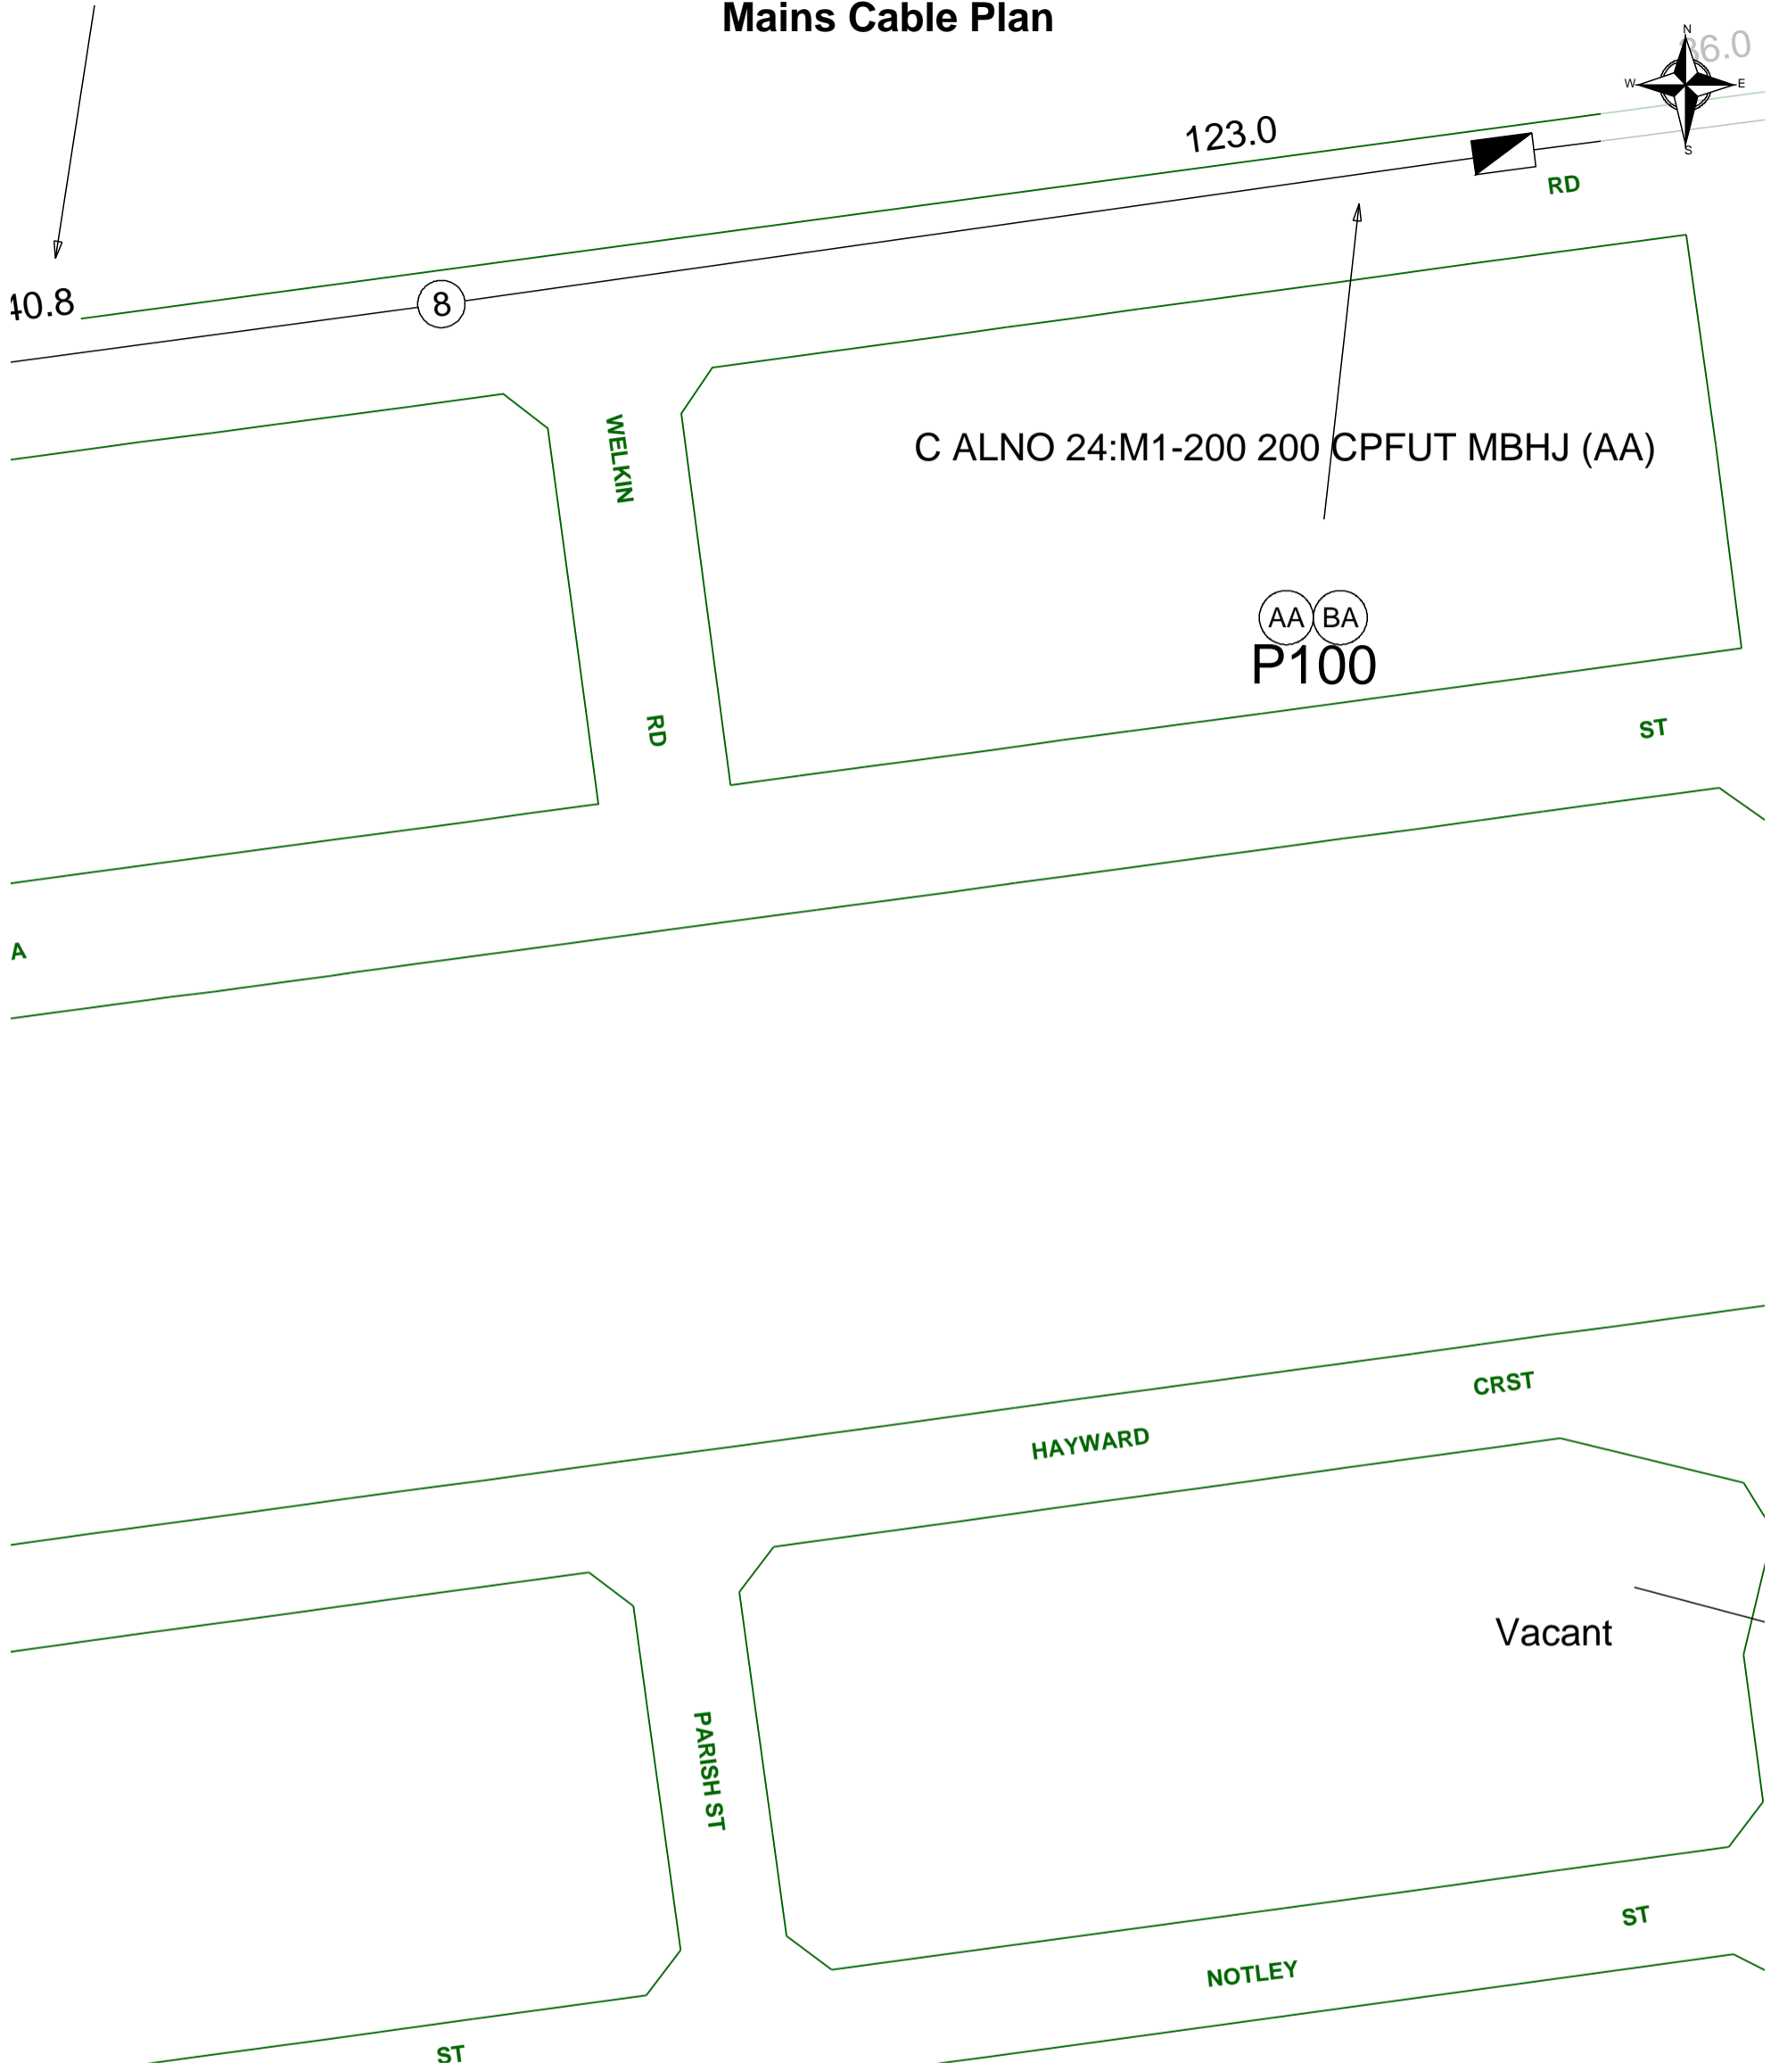 Mains Cable Plan
N
W
E
S
123.0
RD
40.8
8
WELKIN
C ALNO 24:M1-200 200 CPFUT MBHJ (AA)
AA BA
P100
RD
ST
A
CRST
HAYWARD
Vacant
PARISH ST
ST
NOTLEY
ST